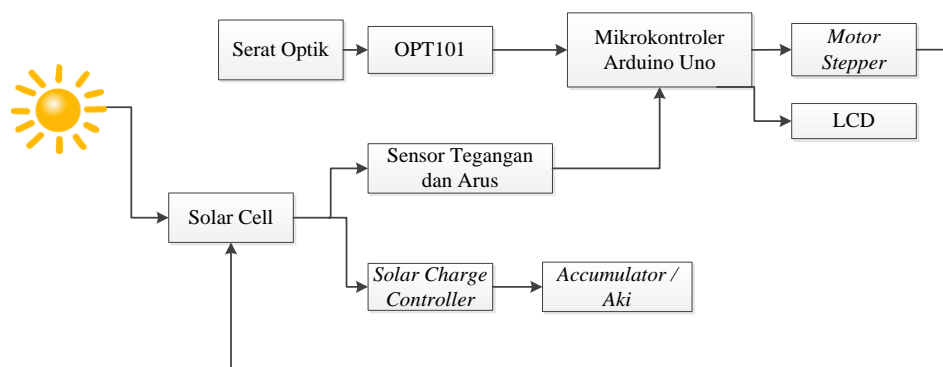 Serat Optik
OPT101
Mikrokontroler
Arduino Uno
Motor
Stepper
LCD
Sensor Tegangan
dan Arus
Solar Cell
Solar Charge
Controller
Accumulator /
Aki